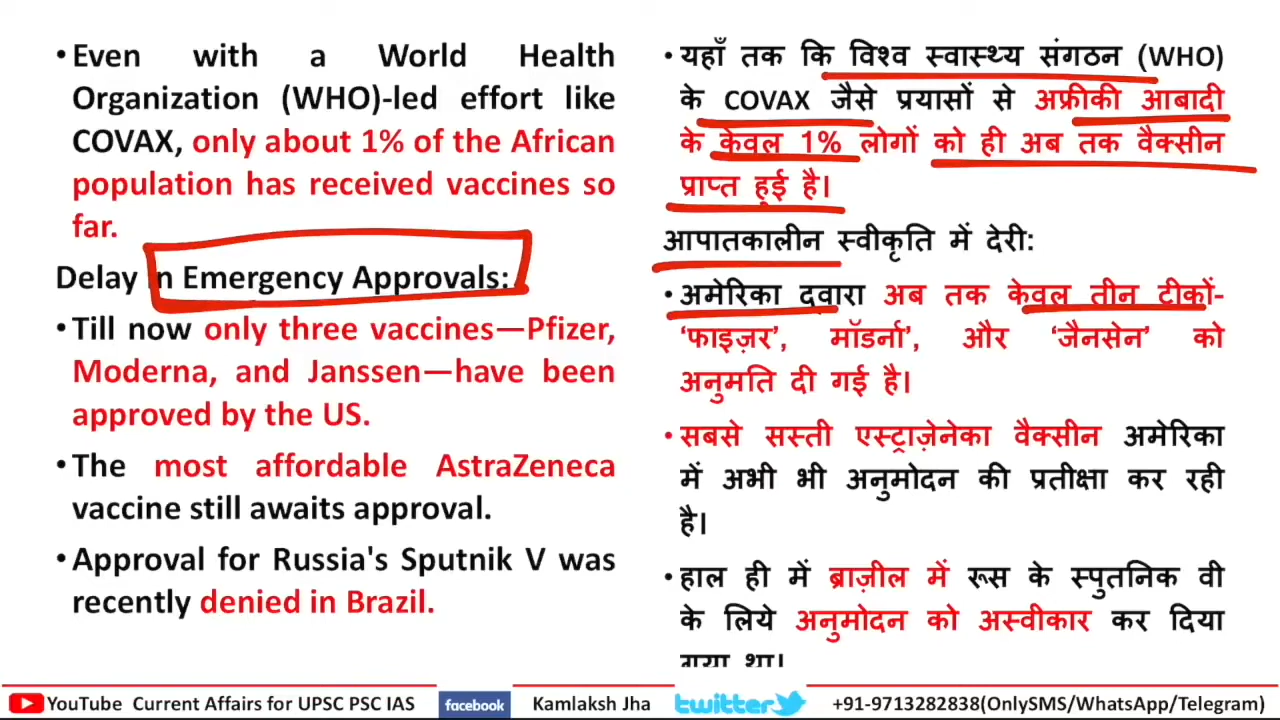 •Even with a World Health
Organization (WHO)-led effort like
COVAX, only about 1% of the African
population has received vaccines so
far.
Delay in Emergency Approvals:
•Till now only three vaccines—Pfizer,
Moderna, and Janssen—have been
approved by the US.
•The most affordable AstraZeneca
vaccine still awaits approval.
•Approval for Russia's Sputnik V was
recently denied in Brazil.
•यहाँ तक कि विश्व स्वास्थ्य संगठन (WHO)
के COVAX जैसे प्रयासों से अफ्रीकी आबादी
के केवल 1% लोगों को ही अब तक वैक्सीन
प्राप्त हुई है।
आपातकालीन स्वीकृति में देरी:
•अमेरिका द्वारा अब तक केवल तीन टीकों-
‘फाइज़र’, मॉडर्ना’, और ‘जैनसेन’ को
अनुमति दी गई है।
•सबसे सस्ती एस्ट्राज़ेनेका वैक्सीन अमेरिका
में अभी भी अनुमोदन की प्रतीक्षा कर रही
है।
•हाल ही में ब्राज़ील में रूस के स्पुतनिक वी
के लिये अनुमोदन को अस्वीकार कर दिया
गया था।
YouTube Current Affairs for UPSC PSC IAS facebook Kamlaksh Jha twitter +91-9713282838(OnlySMS/WhatsApp/Telegram)